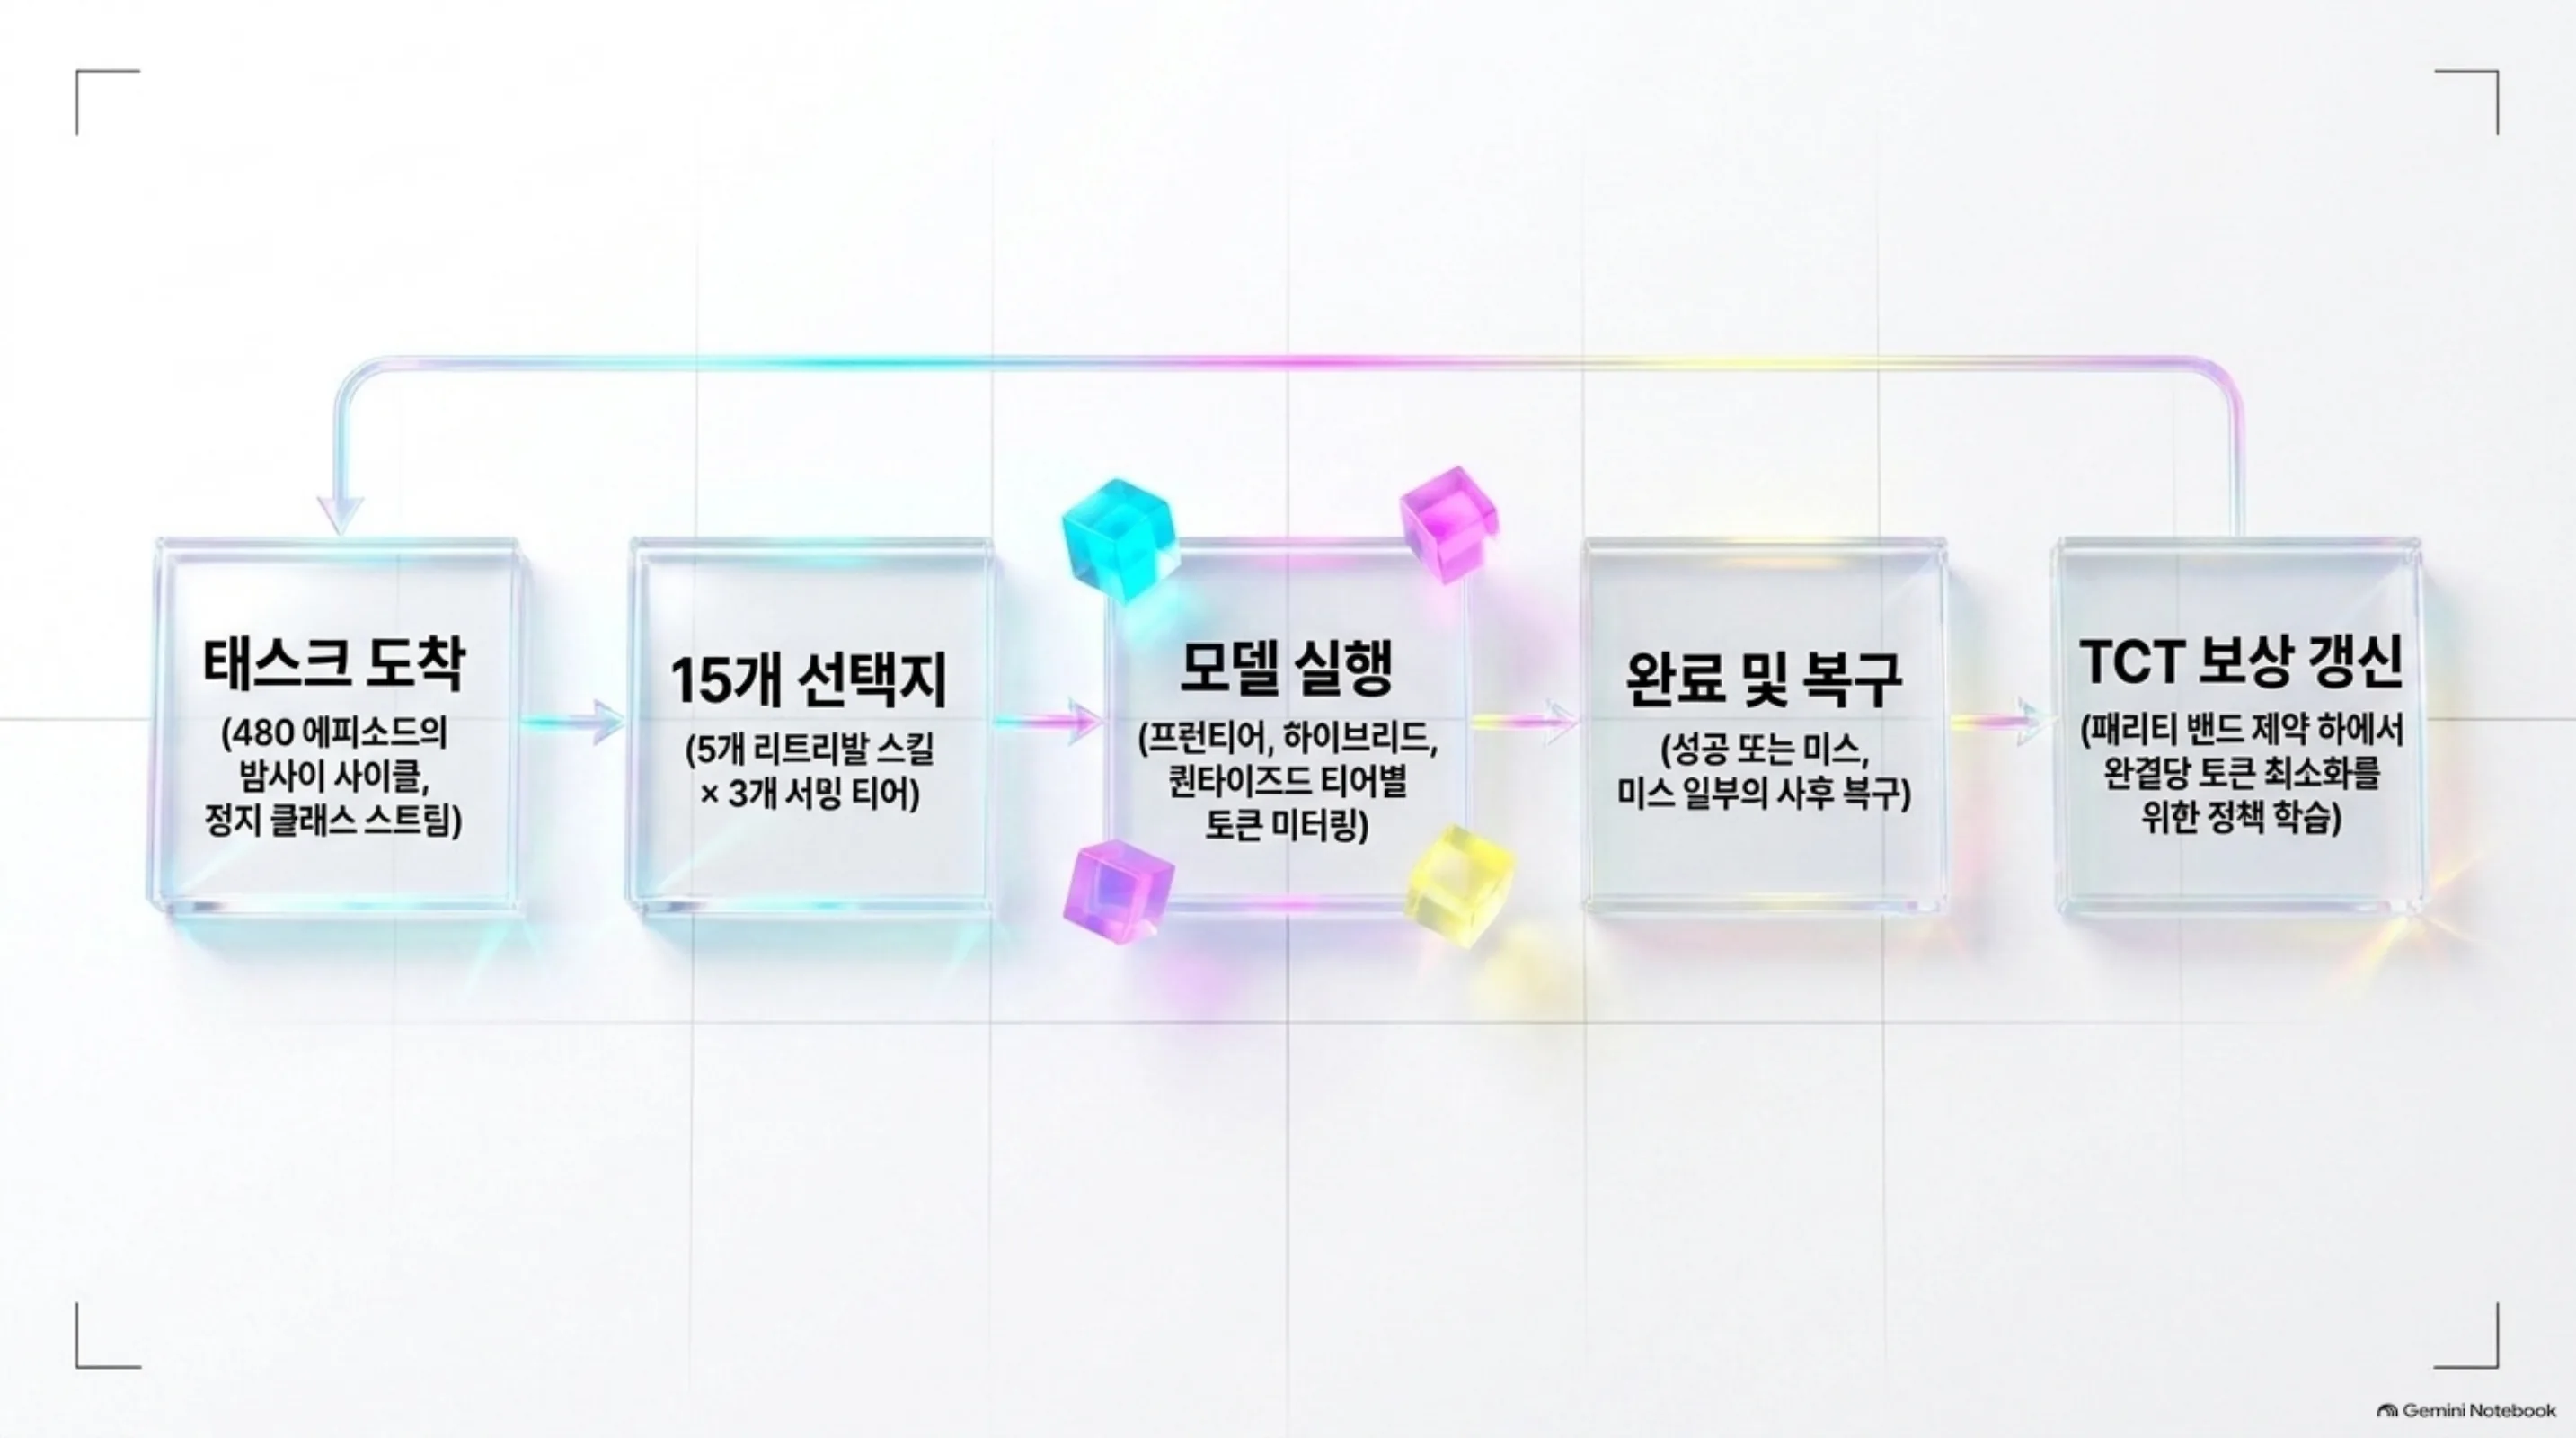 태스크 도착
(480 에피소드의
밤사이 사이클,
정지 클래스 스트림)
15개 선택지
(5개 리트리발 스킬
× 3개 서빙 티어)
모델 실행
(프런티어, 하이브리드,
퀀타이즈드 티어별
토큰 미터링)
완료 및 복구
(성공 또는 미스,
미스 일부의 사후 복구)
TCT 보상 갱신
(패리티 밴드 제약 하에서
완결당 토큰 최소화를
위한 정책 학습)
Gemini Notebook